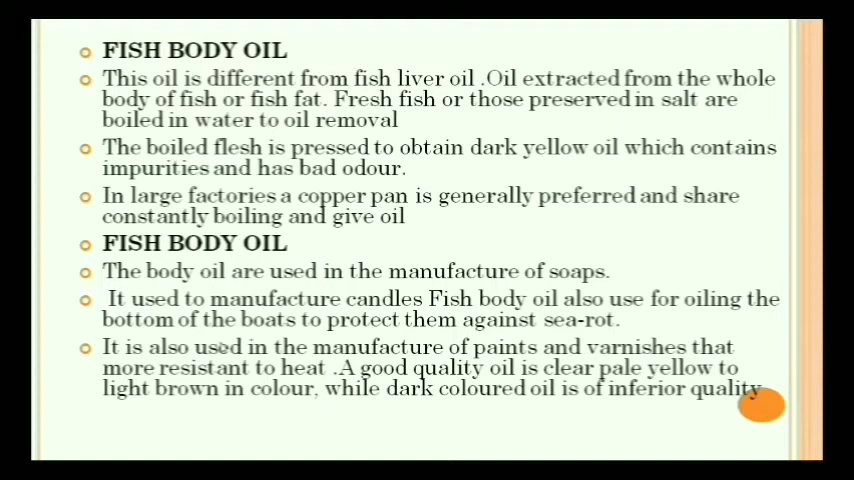 FISH BODY OIL
This oil is different from fish liver oil .Oil extracted from the whole
body of fish or fish fat. Fresh fish or those preserved in salt are
boiled in water to oil removal
The boiled flesh is pressed to obtain dark yellow oil which contains
impurities and has bad odour.
In large factories a copper pan is generally preferred and share
constantly boiling and give oil
FISH BODY OIL
The body oil are used in the manufacture of soaps.
It used to manufacture candles Fish body oil also use for oiling the
bottom of the boats to protect them against sea-rot.
It is also used in the manufacture of paints and varnishes that
more resistant to heat .A good quality oil is clear pale yellow to
light brown in colour, while dark coloured oil is of inferior quality